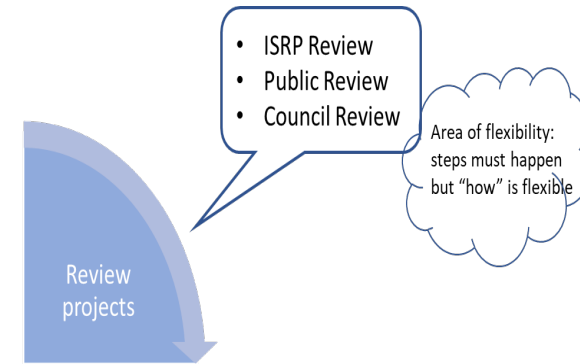 • ISRP Review
• Public Review
• Council Review
Area of flexibility:
steps must happen
but “how” is flexible
Review
projects